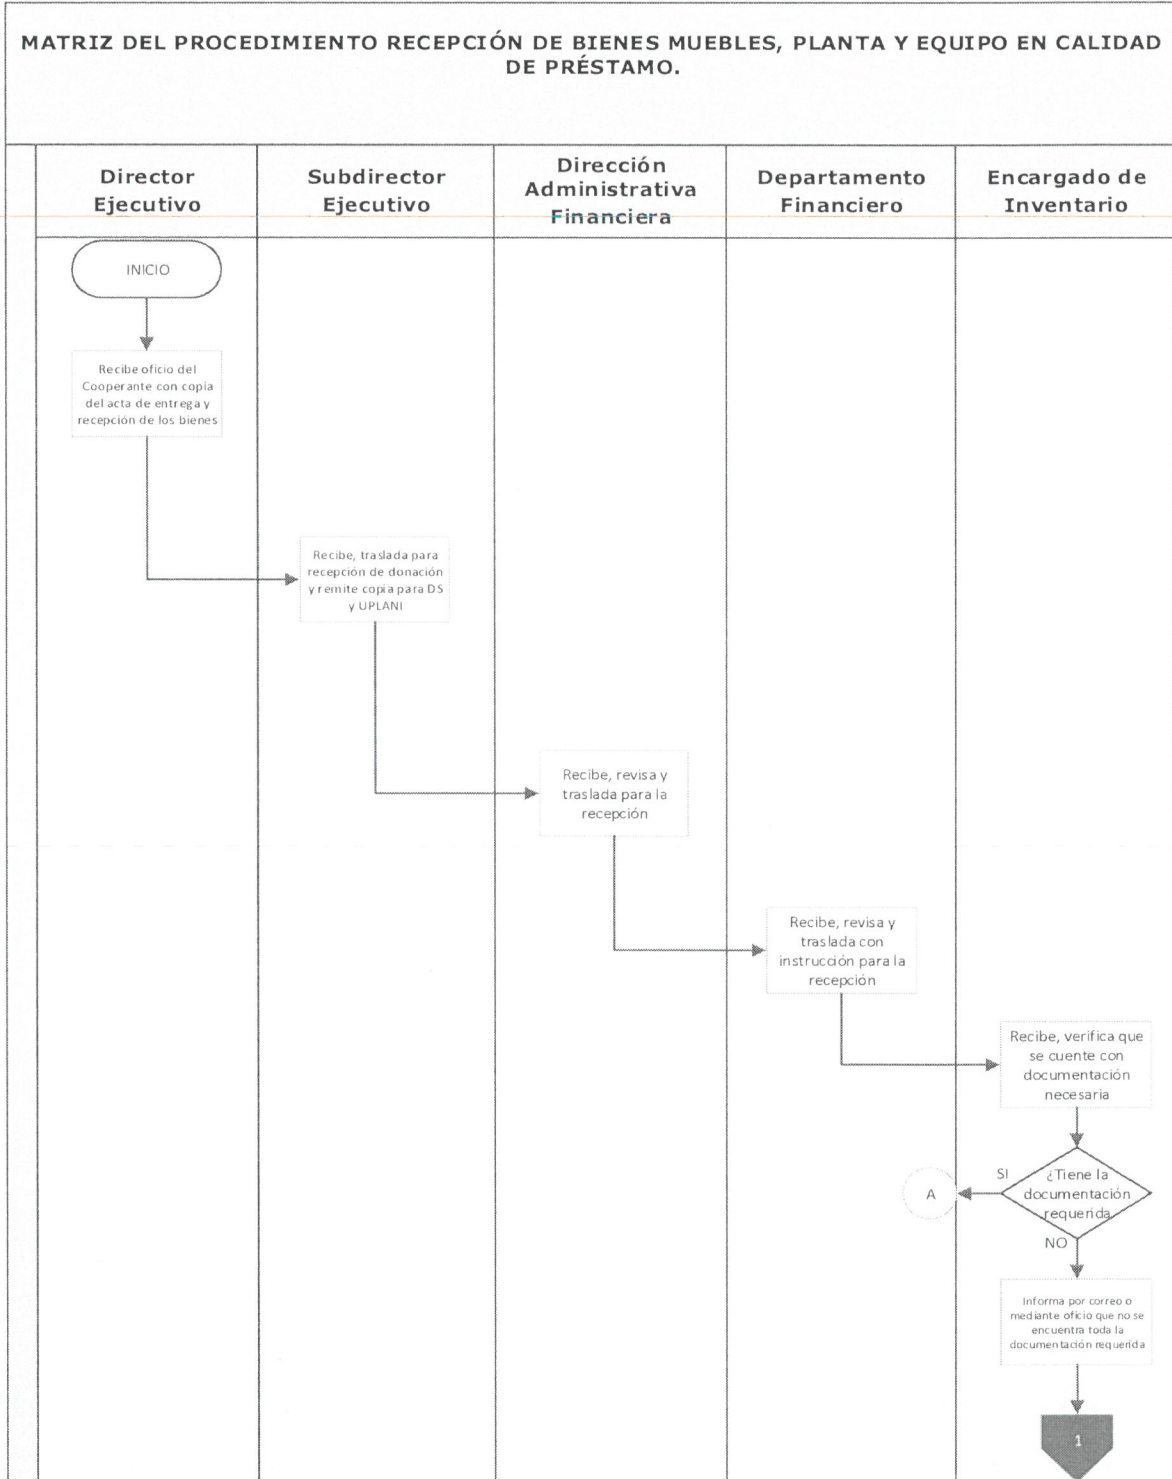 MATRIZ DEL PROCEDIMIENTO RECEPCIÓN DE BIENES MUEBLES, PLANTA Y EQUIPO EN CALIDAD
DE PRÉSTAMO.
Director
Ejecutivo
Subdirector
Ejecutivo
Dirección
Administrativa
Financiera
Departamento
Financiero
Encargado de
Inventario
INICIO
Recibe oficio del
Cooperante con copia
del acta de entrega y
recepción de los bienes
Recibe, traslada para
recepción de donación
y remite copia para DS
y UPLANI
Recibe, revisa y
traslada para la
recepción
Recibe, revisa y
traslada con
instrucción para la
recepción
Recibe, verifica que
se cuente con
documentación
necesaria
¿Tiene la
documentación
requerida
SI
A
NO
Informa por correo o
mediante oficio que no se
encuentra toda la
documentación requerida
1